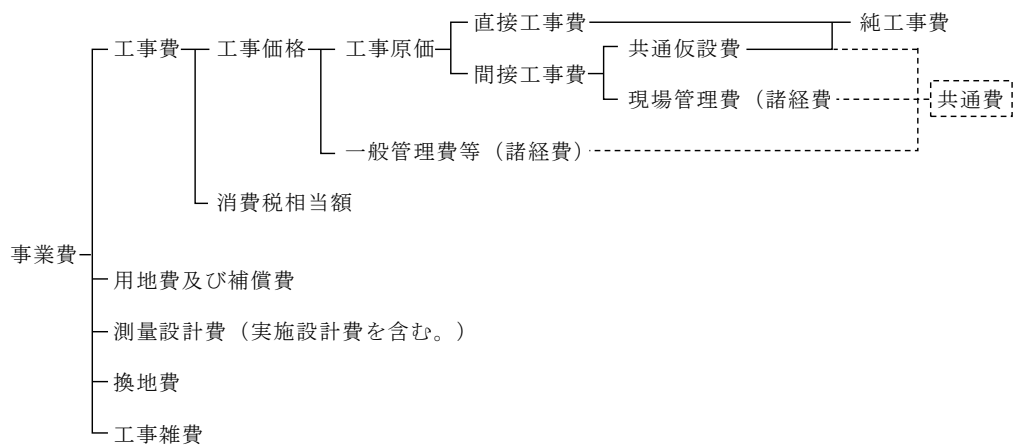 直接工事費 純工事費
工事費 工事価格 工事原価 共通仮設費
間接工事費
現場管理費（諸経費 共通費
一般管理費等（諸経費）
消費税相当額
事業費
用地費及び補償費
測量設計費（実施設計費を含む。）
換地費
工事雑費